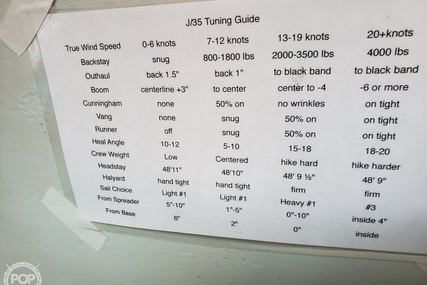 J/35 Tuning Guide
True Wind Speed 0-6 knots 7-12 knots 13-19 knots 20+knots
Backstay snug 800-1800 lbs 2000-3500 lbs 4000 lbs
Outhaul back 1.5" back 1" to black band to black band
Boom centerline +3" to center center to -4 -6 or more
Cunningham none 50% on no wrinkles on tight
Vang none snug 50% on on tight
Runner off snug 50% on on tight
Heal Angle 10-12 5-10 15-18 18-20
Crew Weight Low Centered hike hard hike harder
Headstay 48'11" 48'10" 48' 9 ½" 48' 9"
Halyard hand tight hand tight firm firm
Sail Choice Light #1 Light #1 Heavy #1 #3
From Spreader 5"-10" 1"-5" 0"-10" inside 4"
From Base 6" 2" 0" inside
POP